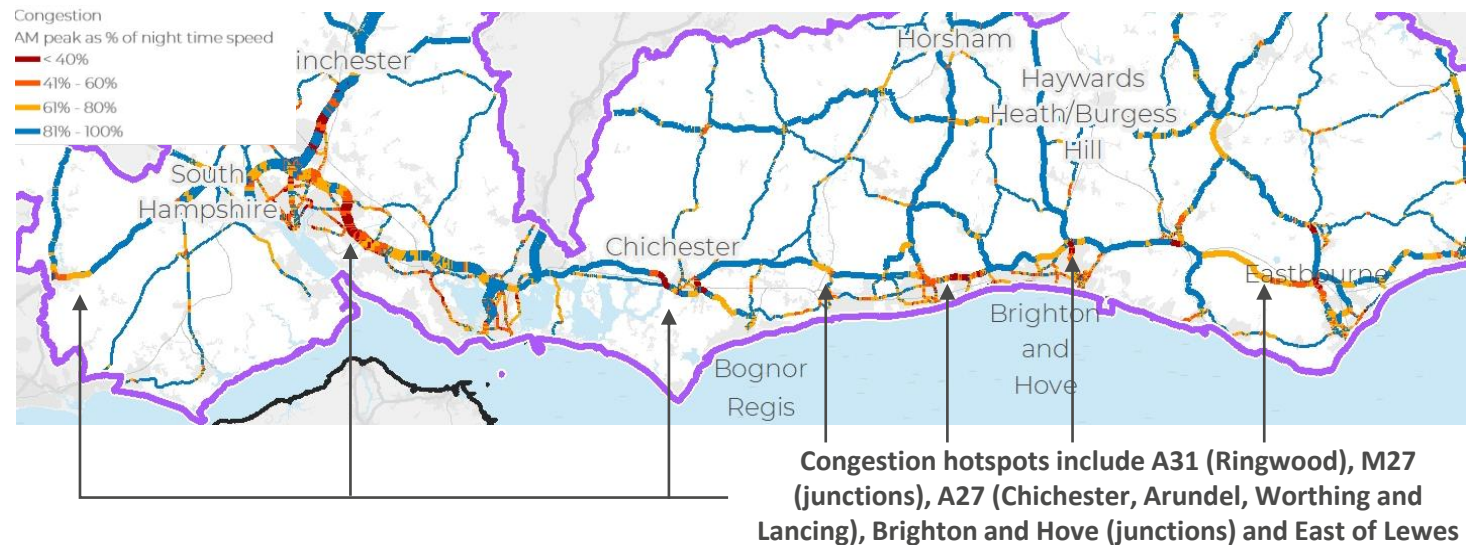 Congestion
AM peak as % of night time speed
< 40%
41% - 60%
61% - 80%
81% - 100%
inchester
Horsham
Haywards
Heath/Burgess
Hill
South
Hampshire
Chichester
Eastbourne
Brighton
and
Hove
Bognor
Regis
Congestion hotspots include A31 (Ringwood), M27
(junctions), A27 (Chichester, Arundel, Worthing and
Lancing), Brighton and Hove (junctions) and East of Lewes